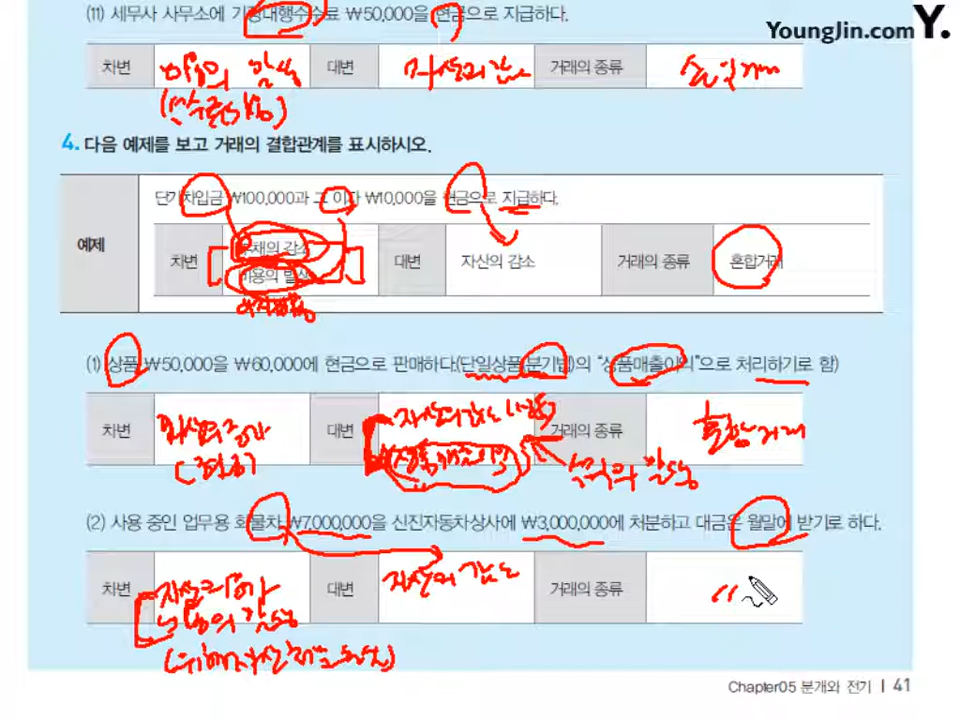 (11) 세무사 사무소에 기장대행수수료 ₩50,000을 현금으로 지급하다.
YoungJin.com Y.
차변 비용의 발생 대변 자산의 감소 거래의 종류 손익거래
4. 다음 예제를 보고 거래의 결합관계를 표시하시오.
단기차입금 ₩100,000과 그 이자 ₩10,000을 현금으로 지급하다.
예제
차변 부채의 감소 대변 자산의 감소 거래의 종류 혼합거래
비용의 발생
(1) 상품 ₩50,000을 ₩60,000에 현금으로 판매하다.(단일상품 분기법)의 “상품매출이익”으로 처리하기로 함)
차변 자산의 증가 대변 자산의 감소 거래의 종류 혼합거래
(현금)
상품매출이익
수익의 발생
(2) 사용 중인 업무용 화물차 ₩7,000,000을 신진자동차상사에 ₩3,000,000에 처분하고 대금은 월말에 받기로 하다.
차변 자산의 증가 대변 자산의 감소 거래의 종류 〃
비용의 발생
(유형자산처분손실)
Chapter05 분개와 전기 | 41